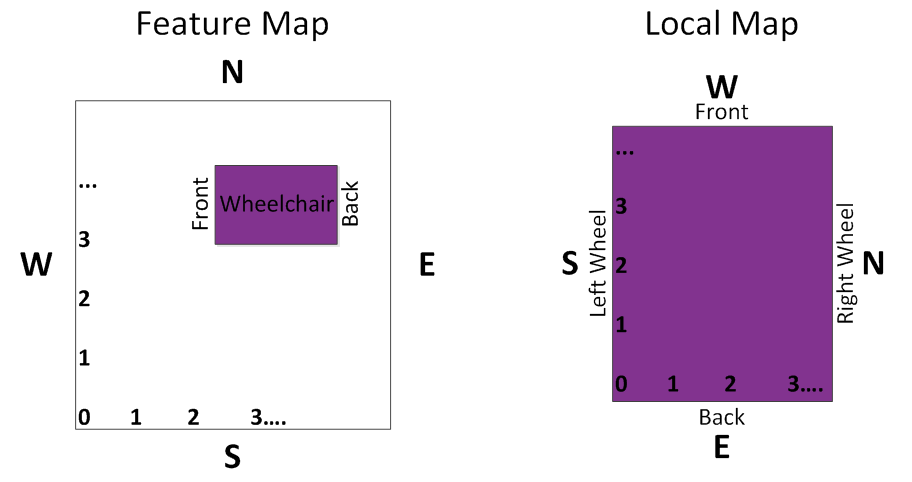 Feature Map
N
...
Front
Wheelchair
Back
3
W
E
2
1
0 1 2 3....
S
Local Map
W
Front
...
3
S
Left Wheel
2
Right Wheel
N
1
0 1 2 3....
Back
E